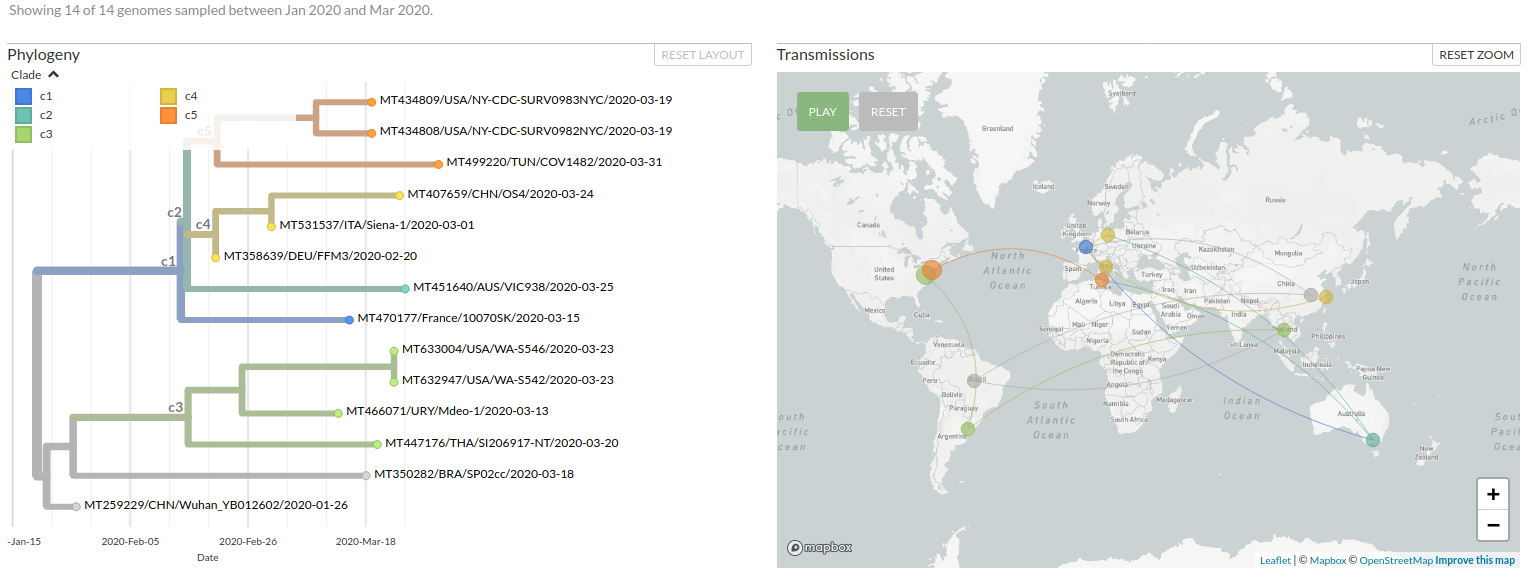 Showing 14 of 14 genomes sampled between Jan 2020 and Mar 2020.
Phylogeny
RESET LAYOUT
Clade
c1
c2
c3
c4
c5
MT434809/USA/NY-CDC-SURV0983NYC/2020-03-19
MT434808/USA/NY-CDC-SURV0982NYC/2020-03-19
c5
MT499220/TUN/COV1482/2020-03-31
MT407659/CHN/OS4/2020-03-24
c2
c4
MT531537/ITA/Siena-1/2020-03-01
MT358639/DEU/FFM3/2020-02-20
c1
MT451640/AUS/VIC938/2020-03-25
MT470177/France/10070SK/2020-03-15
MT633004/USA/WA-S546/2020-03-23
MT632947/USA/WA-S542/2020-03-23
c3
MT466071/URY/Mdeo-1/2020-03-13
MT447176/THA/SI206917-NT/2020-03-20
MT350282/BRA/SP02cc/2020-03-18
MT259229/CHN/Wuhan_YB012602/2020-01-26
-Jan-15
2020-Feb-05
2020-Feb-26
2020-Mar-18
Date
Transmissions
RESET ZOOM
PLAY
RESET
Svalbard
Greenland
Arctic O
Iceland
Sweden
Norway
Russia
Canada
United
Kingdom
Belarus
Ukraine
France
Kazakhstan
Mongolia
United
States
North
Atlantic
Ocean
Spain
Turkey
Uzbekistan
China
Japan
North
Pacific
Ocean
Tunisia
Algeria
Libya
Egypt
Iraq
Iran
Pakistan
Nepal
Saudi
Arabia
Oman
India
Mexico
Cuba
Senegal
Mali
Niger
Sudan
Yemen
Thailand
Philippines
Nigeria
Sri Lanka
Malaysia
Venezuela
Ecuador
Democratic
Republic of
the Congo
Kenya
Indonesia
Papua New
Guinea
Peru
Brazil
Angola
Bolivia
Paraguay
Namibia
Madagascar
South Africa
South
Atlantic
Ocean
Indian
Ocean
Australia
Argentina
New
Zealand
outh
acific
cean
+
−
mapbox
Leaflet | © Mapbox © OpenStreetMap Improve this map